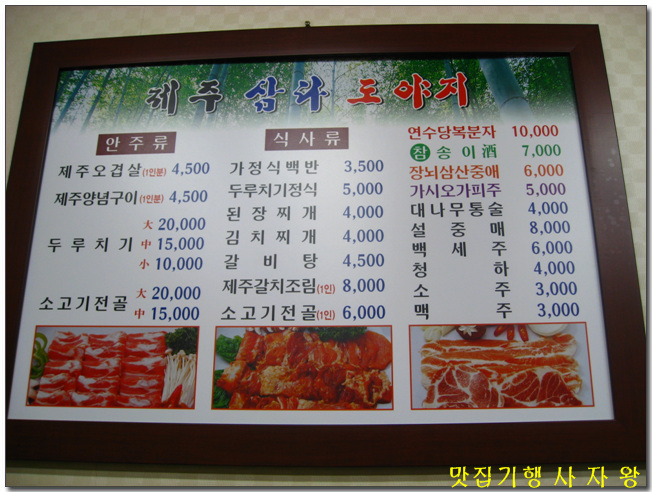 제주 삼다 도야지
안주류
제주오겹살(1인분) 4,500
제주양념구이(1인분) 4,500
두루치기 大 20,000
中 15,000
小 10,000
소고기전골 大 20,000
中 15,000
식사류
가정식백반 3,500
두루치기정식 5,000
된장찌개 4,000
김치찌개 4,000
갈비탕 4,500
제주갈치조림(1인) 8,000
소고기전골(1인) 6,000
연수당복분자 10,000
참송이酒 7,000
장뇌삼산중애 6,000
가시오가피주 5,000
대나무통술 4,000
설중매 8,000
백세주 6,000
청하 4,000
소주 3,000
맥주 3,000
맛집기행 사자왕